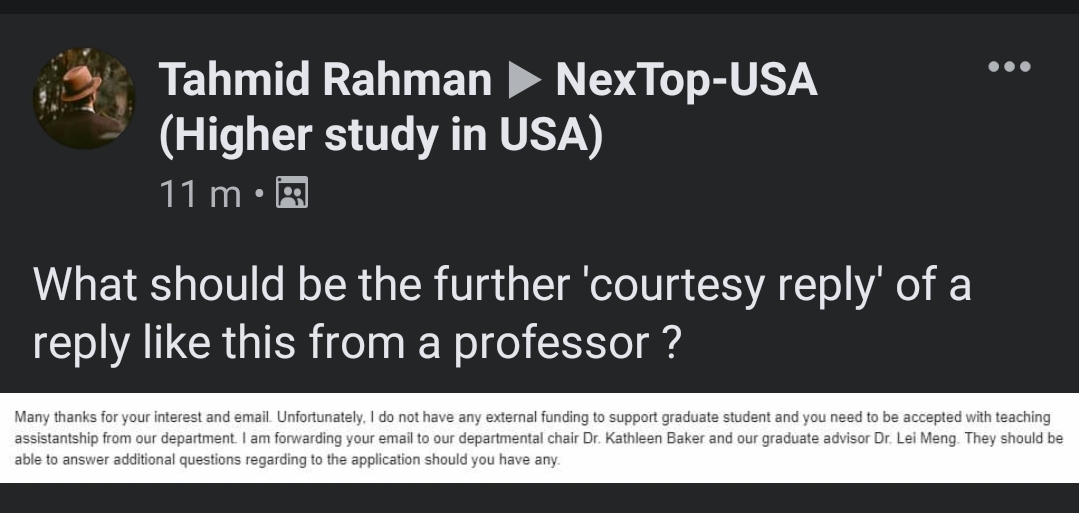 Tahmid Rahman ▶ NexTop-USA
(Higher study in USA)
11 m •
What should be the further 'courtesy reply' of a
reply like this from a professor ?
Many thanks for your interest and email. Unfortunately, I do not have any external funding to support graduate student and you need to be accepted with teaching
assistantship from our department. I am forwarding your email to our departmental chair Dr. Kathleen Baker and our graduate advisor Dr. Lei Meng. They should be
able to answer additional questions regarding to the application should you have any.